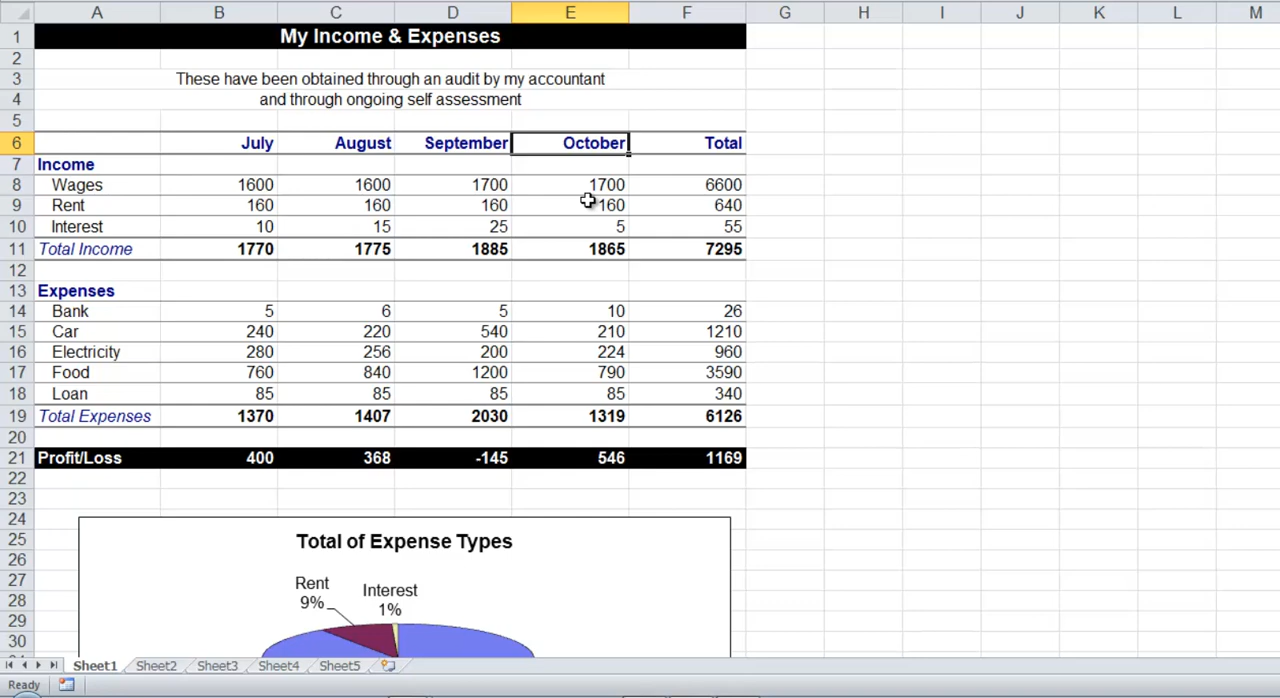 A B C D E F G H I J K L M
1 My Income & Expenses
2
3 These have been obtained through an audit by my accountant
4 and through ongoing self assessment
5
6 July August September October Total
7 Income
8 Wages 1600 1600 1700 1700 6600
9 Rent 160 160 160 160 640
10 Interest 10 15 25 5 55
11 Total Income 1770 1775 1885 1865 7295
12
13 Expenses
14 Bank 5 6 5 10 26
15 Car 240 220 540 210 1210
16 Electricity 280 256 200 224 960
17 Food 760 840 1200 790 3590
18 Loan 85 85 85 85 340
19 Total Expenses 1370 1407 2030 1319 6126
20
21 Profit/Loss 400 368 -145 546 1169
22
23
24
25 Total of Expense Types
26
27 Rent Interest
28 9% 1%
29
30
Sheet1 Sheet2 Sheet3 Sheet4 Sheet5
Ready